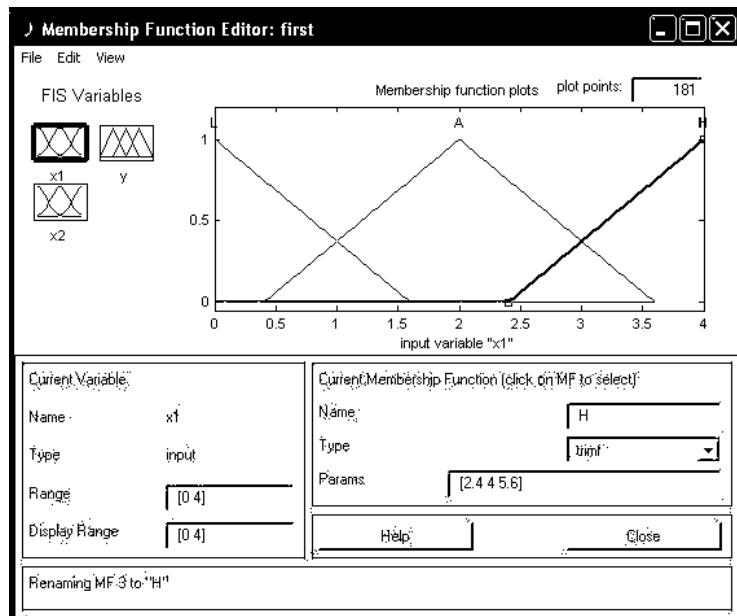 Membership Function Editor: first
File Edit View
FIS Variables
Membership function plots plot points: 181
L A H
1
0.5
0
x1 y
x2
0 0.5 1 1.5 2 2.5 3 3.5 4
input variable "x1"
Current Variable
Name x1
Type input
Range [0 4]
Display Range [0 4]
Current Membership Function (click on MF to select)
Name H
Type trimf
Params [2.4 4 5.6]
Help Close
Renaming MF 3 to "H"